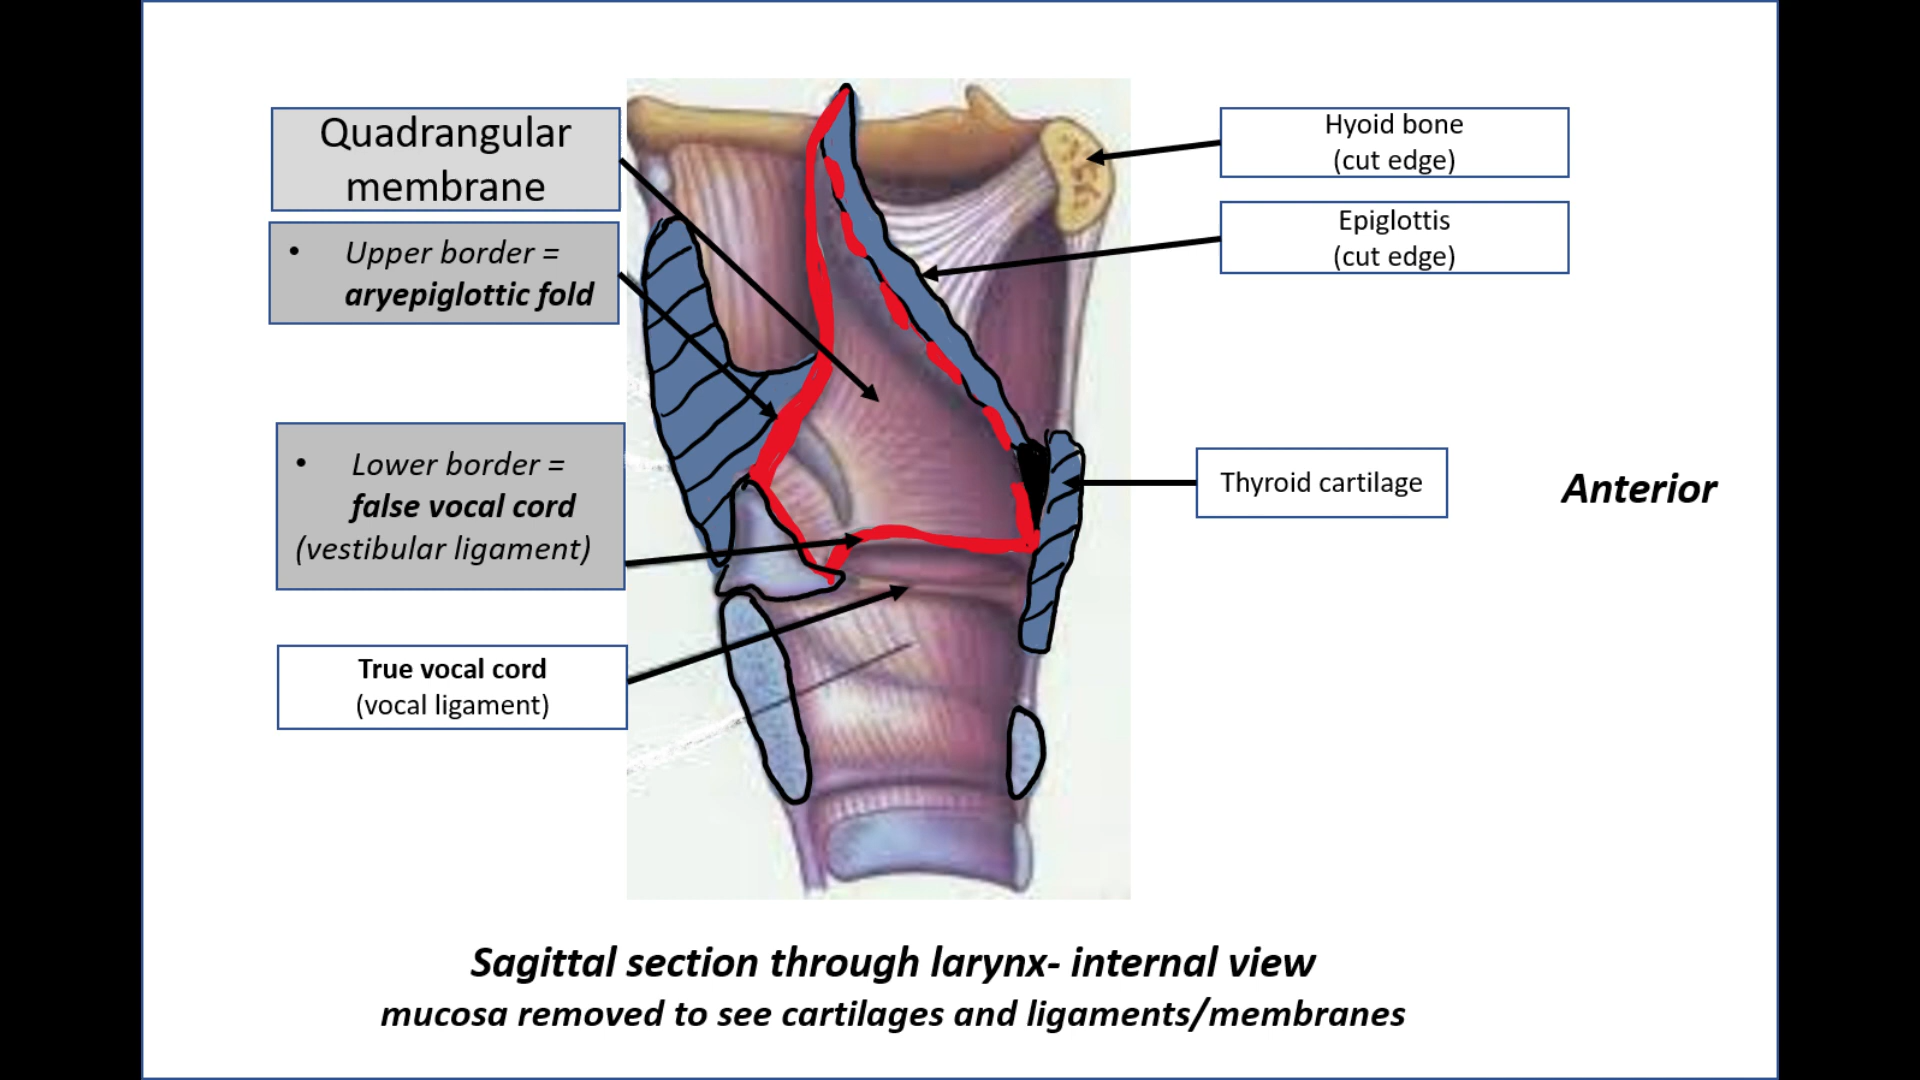 Quadrangular
membrane
• Upper border =
aryepiglottic fold
• Lower border =
false vocal cord
(vestibular ligament)
True vocal cord
(vocal ligament)
Hyoid bone
(cut edge)
Epiglottis
(cut edge)
Thyroid cartilage
Anterior
Sagittal section through larynx- internal view
mucosa removed to see cartilages and ligaments/membranes